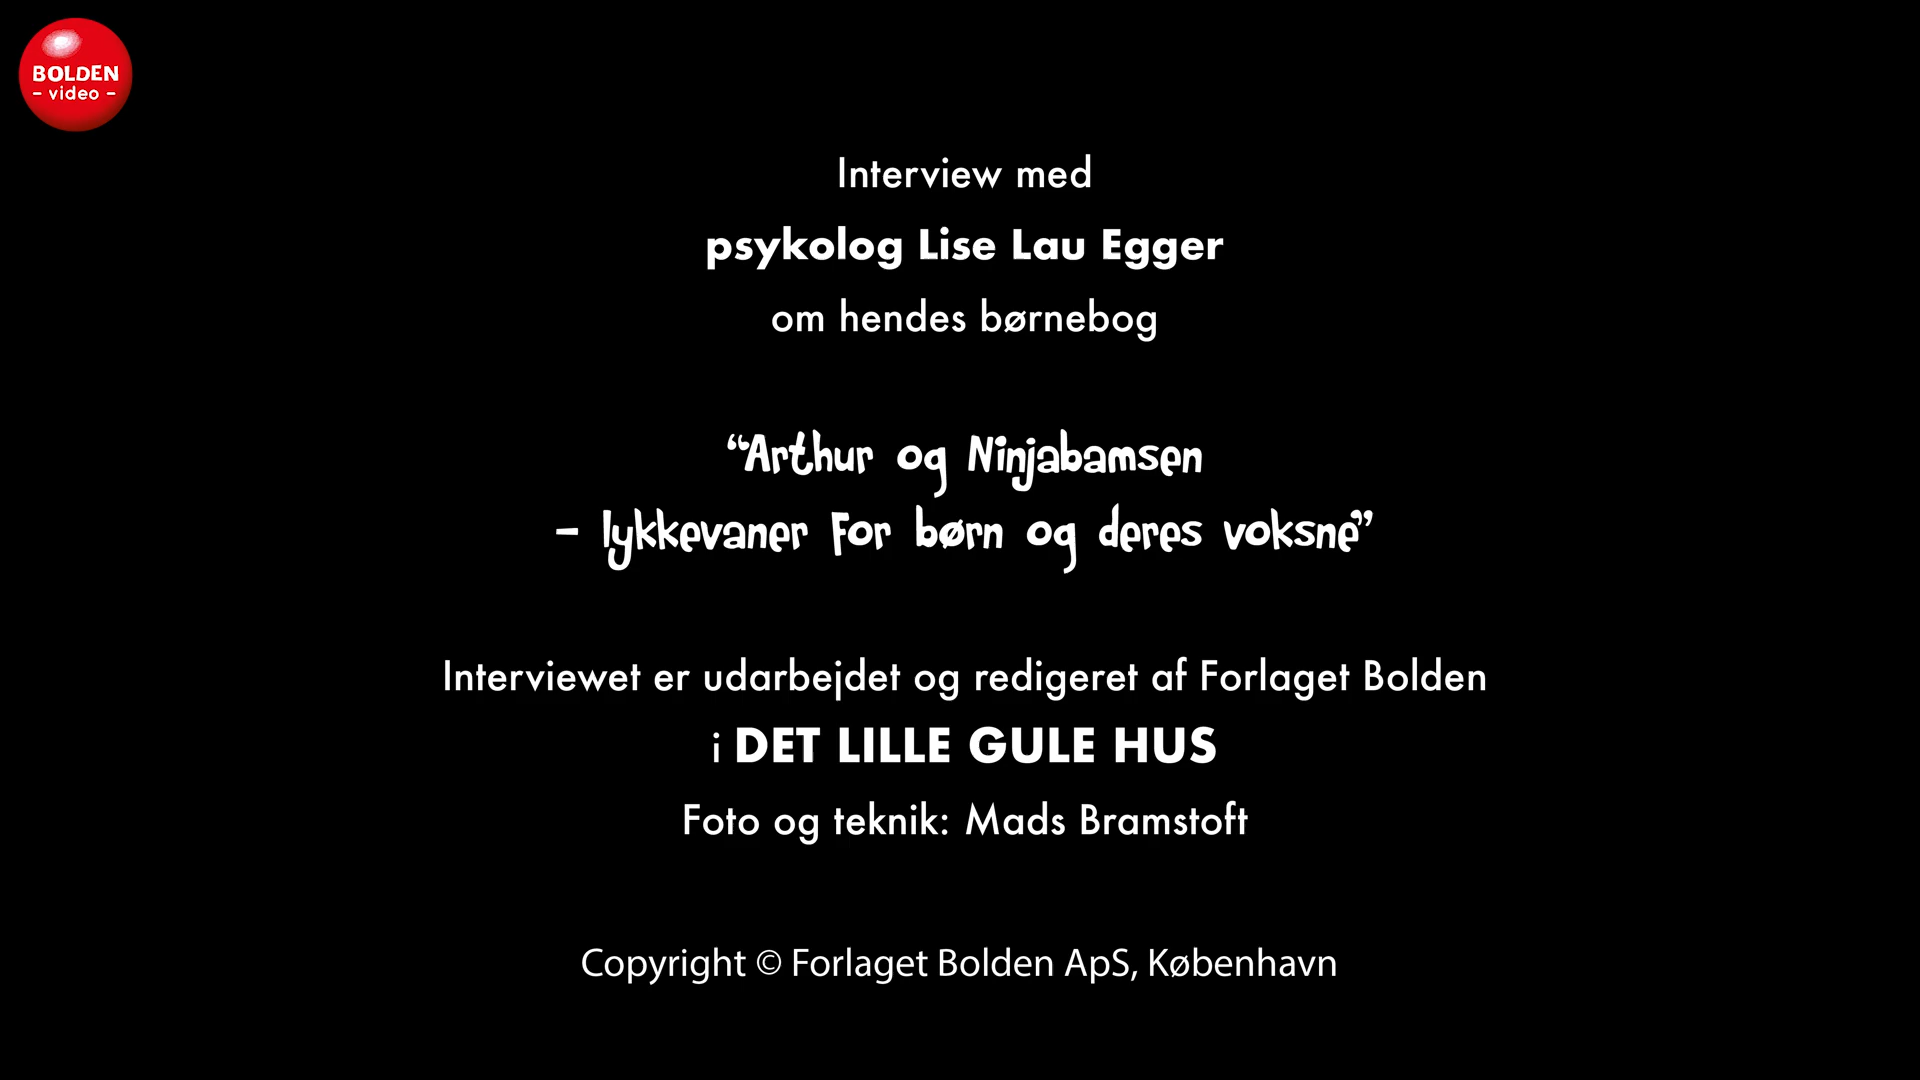 BOLDEN
- video -
Interview med
psykolog Lise Lau Egger
om hendes børnebog
“Arthur og Ninjabamsen
- lykkevaner for børn og deres voksne”
Interviewet er udarbejdet og redigeret af Forlaget Bolden
i DET LILLE GULE HUS
Foto og teknik: Mads Bramstoft
Copyright © Forlaget Bolden ApS, København